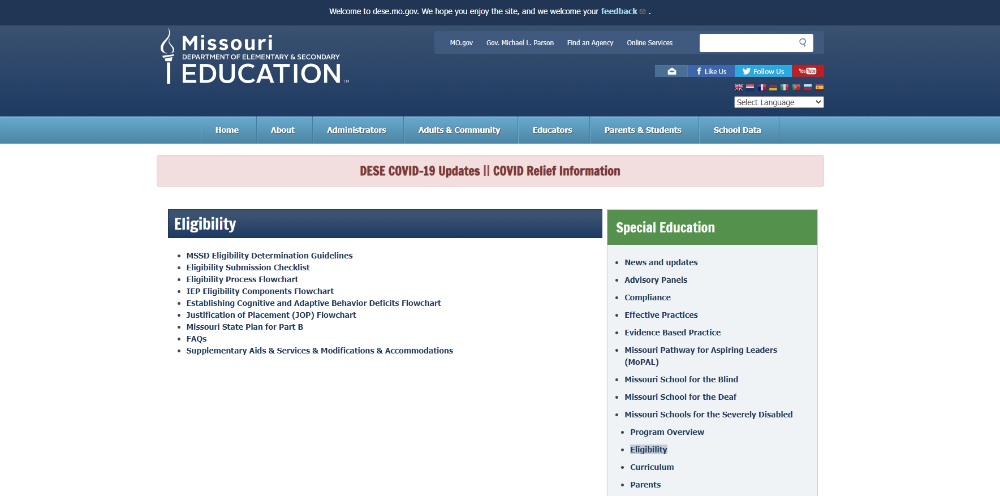 Welcome to dese.mo.gov. We hope you enjoy the site, and we welcome your feedback .
Missouri
DEPARTMENT OF ELEMENTARY & SECONDARY
EDUCATION™
MO.gov Gov. Michael L. Parson Find an Agency Online Services
Like Us Follow Us YouTube
Select Language
Home About Administrators Adults & Community Educators Parents & Students School Data
DESE COVID-19 Updates || COVID Relief Information
Eligibility
MSSD Eligibility Determination Guidelines
Eligibility Submission Checklist
Eligibility Process Flowchart
IEP Eligibility Components Flowchart
Establishing Cognitive and Adaptive Behavior Deficits Flowchart
Justification of Placement (JOP) Flowchart
Missouri State Plan for Part B
FAQs
Supplementary Aids & Services & Modifications & Accommodations
Special Education
News and updates
Advisory Panels
Compliance
Effective Practices
Evidence Based Practice
Missouri Pathway for Aspiring Leaders
(MoPAL)
Missouri School for the Blind
Missouri School for the Deaf
Missouri Schools for the Severely Disabled
Program Overview
Eligibility
Curriculum
Parents